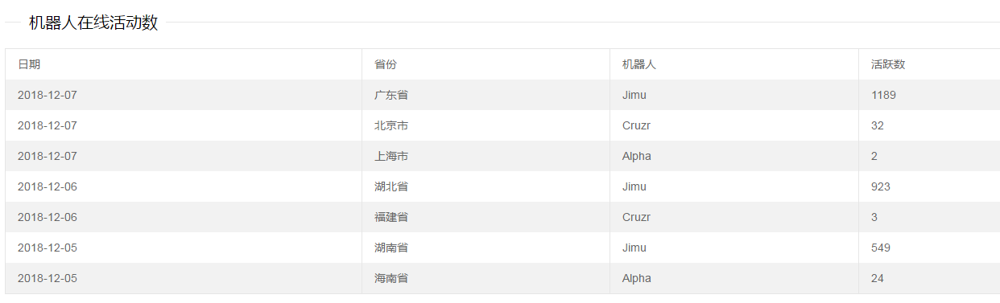 机器人在线活动数
日期 省份 机器人 活跃数
2018-12-07 广东省 Jimu 1189
2018-12-07 北京市 Cruzr 32
2018-12-07 上海市 Alpha 2
2018-12-06 湖北省 Jimu 923
2018-12-06 福建省 Cruzr 3
2018-12-05 湖南省 Jimu 549
2018-12-05 海南省 Alpha 24